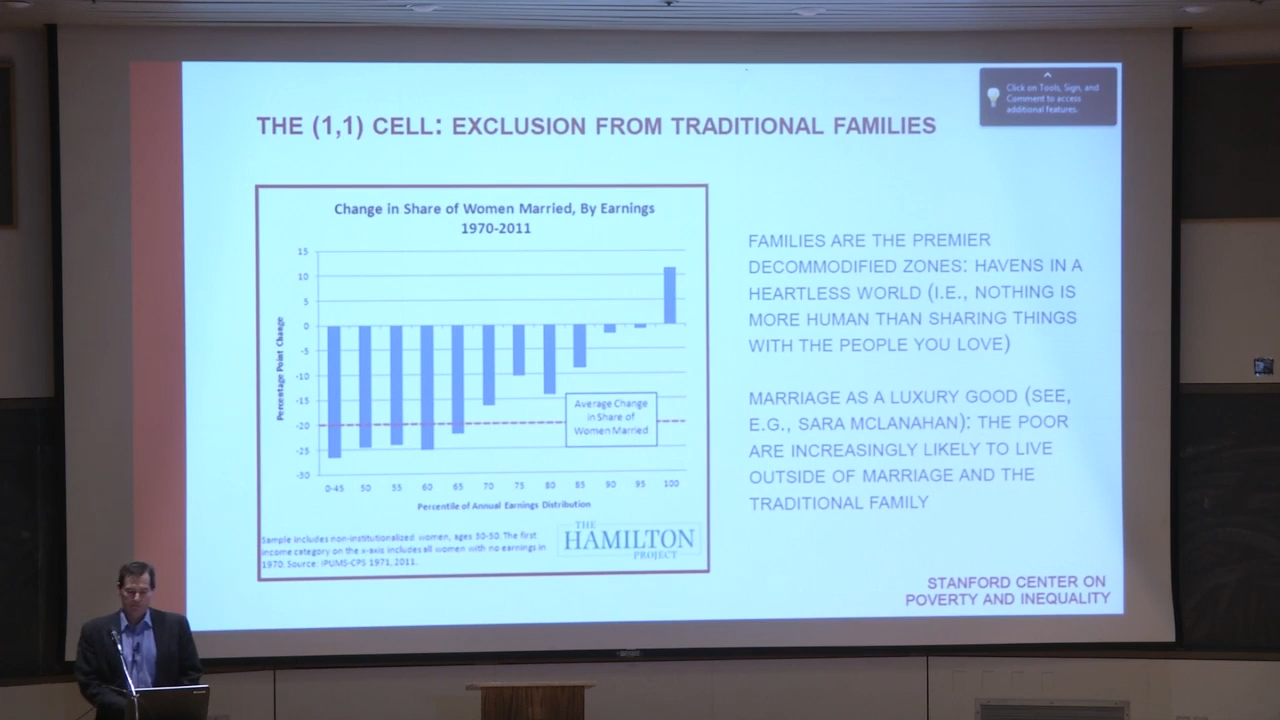 Click on Tools, Sign, and
Comment to access
additional features.
THE (1,1) CELL: EXCLUSION FROM TRADITIONAL FAMILIES
Change in Share of Women Married, By Earnings
1970-2011
15
10
5
0
-5
-10
-15
-20
-25
-30
Percentage Point Change
Average Change
in Share of
Women Married
0-45 50 55 60 65 70 75 80 85 90 95 100
Percentile of Annual Earnings Distribution
Sample includes non-institutionalized women, ages 30-50. The first
income category on the x-axis includes all women with no earnings in
1970. Source: IPUMS-CPS 1971, 2011.
THE
HAMILTON
PROJECT
FAMILIES ARE THE PREMIER
DECOMMODIFIED ZONES: HAVENS IN A
HEARTLESS WORLD (I.E., NOTHING IS
MORE HUMAN THAN SHARING THINGS
WITH THE PEOPLE YOU LOVE)
MARRIAGE AS A LUXURY GOOD (SEE,
E.G., SARA MCLANAHAN): THE POOR
ARE INCREASINGLY LIKELY TO LIVE
OUTSIDE OF MARRIAGE AND THE
TRADITIONAL FAMILY
STANFORD CENTER ON
POVERTY AND INEQUALITY